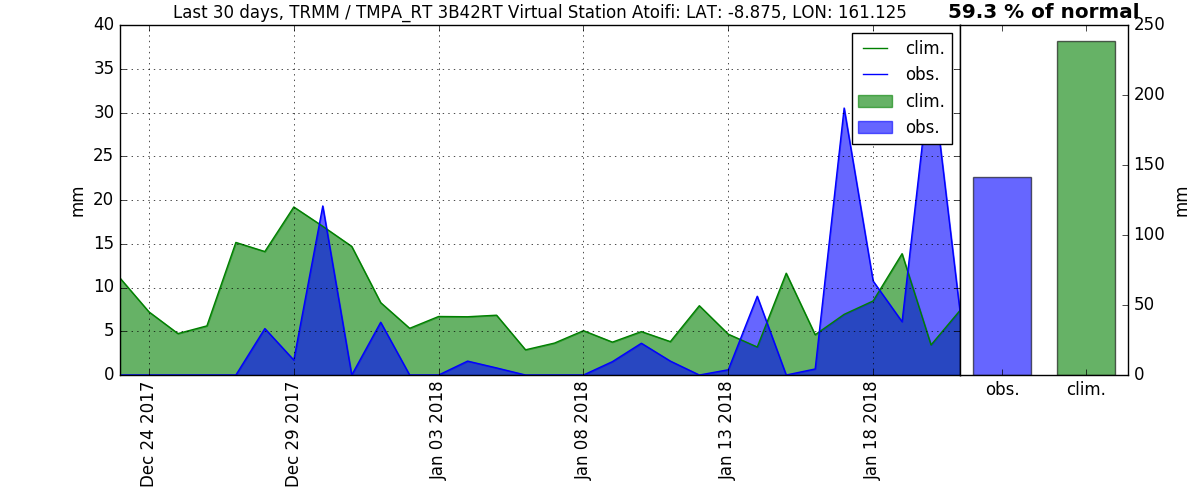 Last 30 days, TRMM / TMPA_RT 3B42RT Virtual Station Atoifi: LAT: -8.875, LON: 161.125
59.3 % of normal
40
35
30
25
20
15
10
5
0
mm
clim.
obs.
clim.
obs.
Dec 24 2017
Dec 29 2017
Jan 03 2018
Jan 08 2018
Jan 13 2018
Jan 18 2018
250
200
150
100
50
0
mm
obs.
clim.